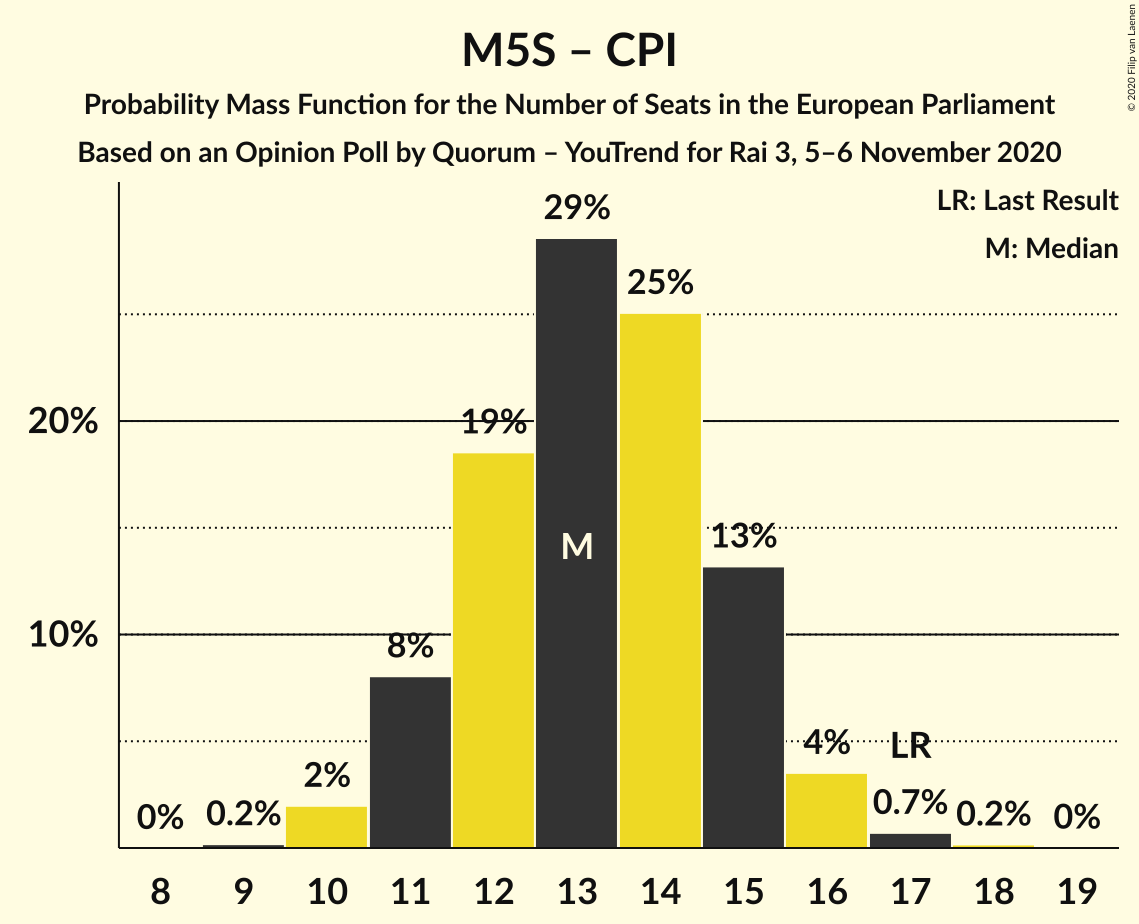 M5S – CPI
Probability Mass Function for the Number of Seats in the European Parliament
Based on an Opinion Poll by Quorum – YouTrend for Rai 3, 5–6 November 2020
© 2020 Filip van Laenen
LR: Last Result
M: Median
20%
10%
0%
0.2%
2%
8%
19%
29%
M
25%
13%
4%
LR
0.7%
0.2%
0%
8 9 10 11 12 13 14 15 16 17 18 19